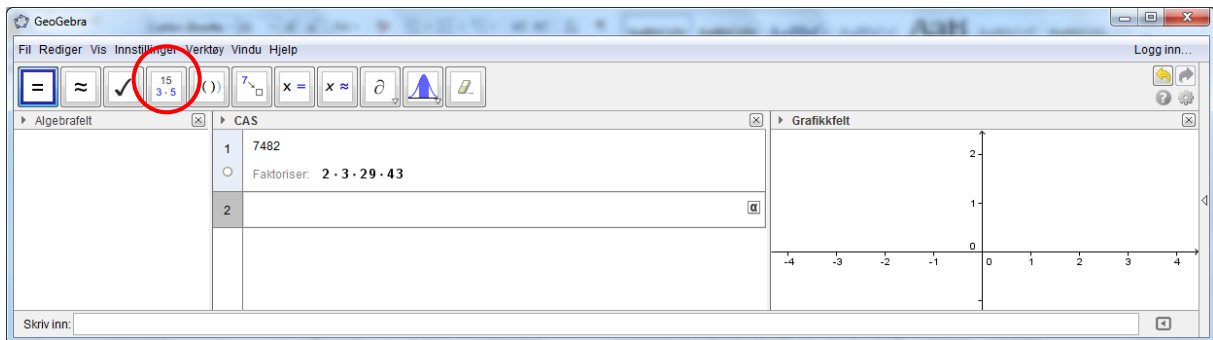 GeoGebra
Fil Rediger Vis Innstillinger Verktøy Vindu Hjelp Logg inn...
= ≈ ✓ 15 3·5 ( ()) 7 x = x ≈ ∂
Algebrafelt CAS Grafikkfelt
1 7482
Faktoriser: 2 · 3 · 29 · 43
2 α
2
1
0
-4 -3 -2 -1 0 1 2 3 4
Skriv inn: